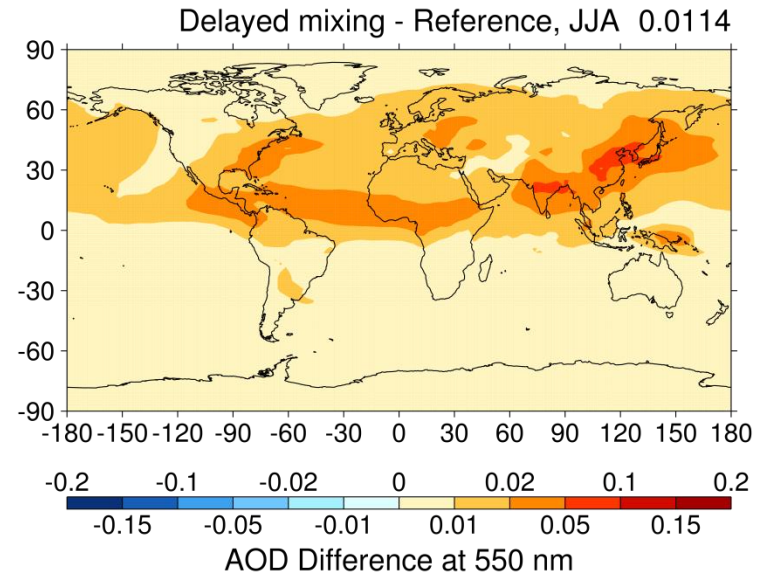 Delayed mixing - Reference, JJA 0.0114
90
60
30
0
-30
-60
-90
-180 -150 -120 -90 -60 -30 0 30 60 90 120 150 180
-0.2 -0.1 -0.02 0 0.02 0.1 0.2
-0.15 -0.05 -0.01 0.01 0.05 0.15
AOD Difference at 550 nm